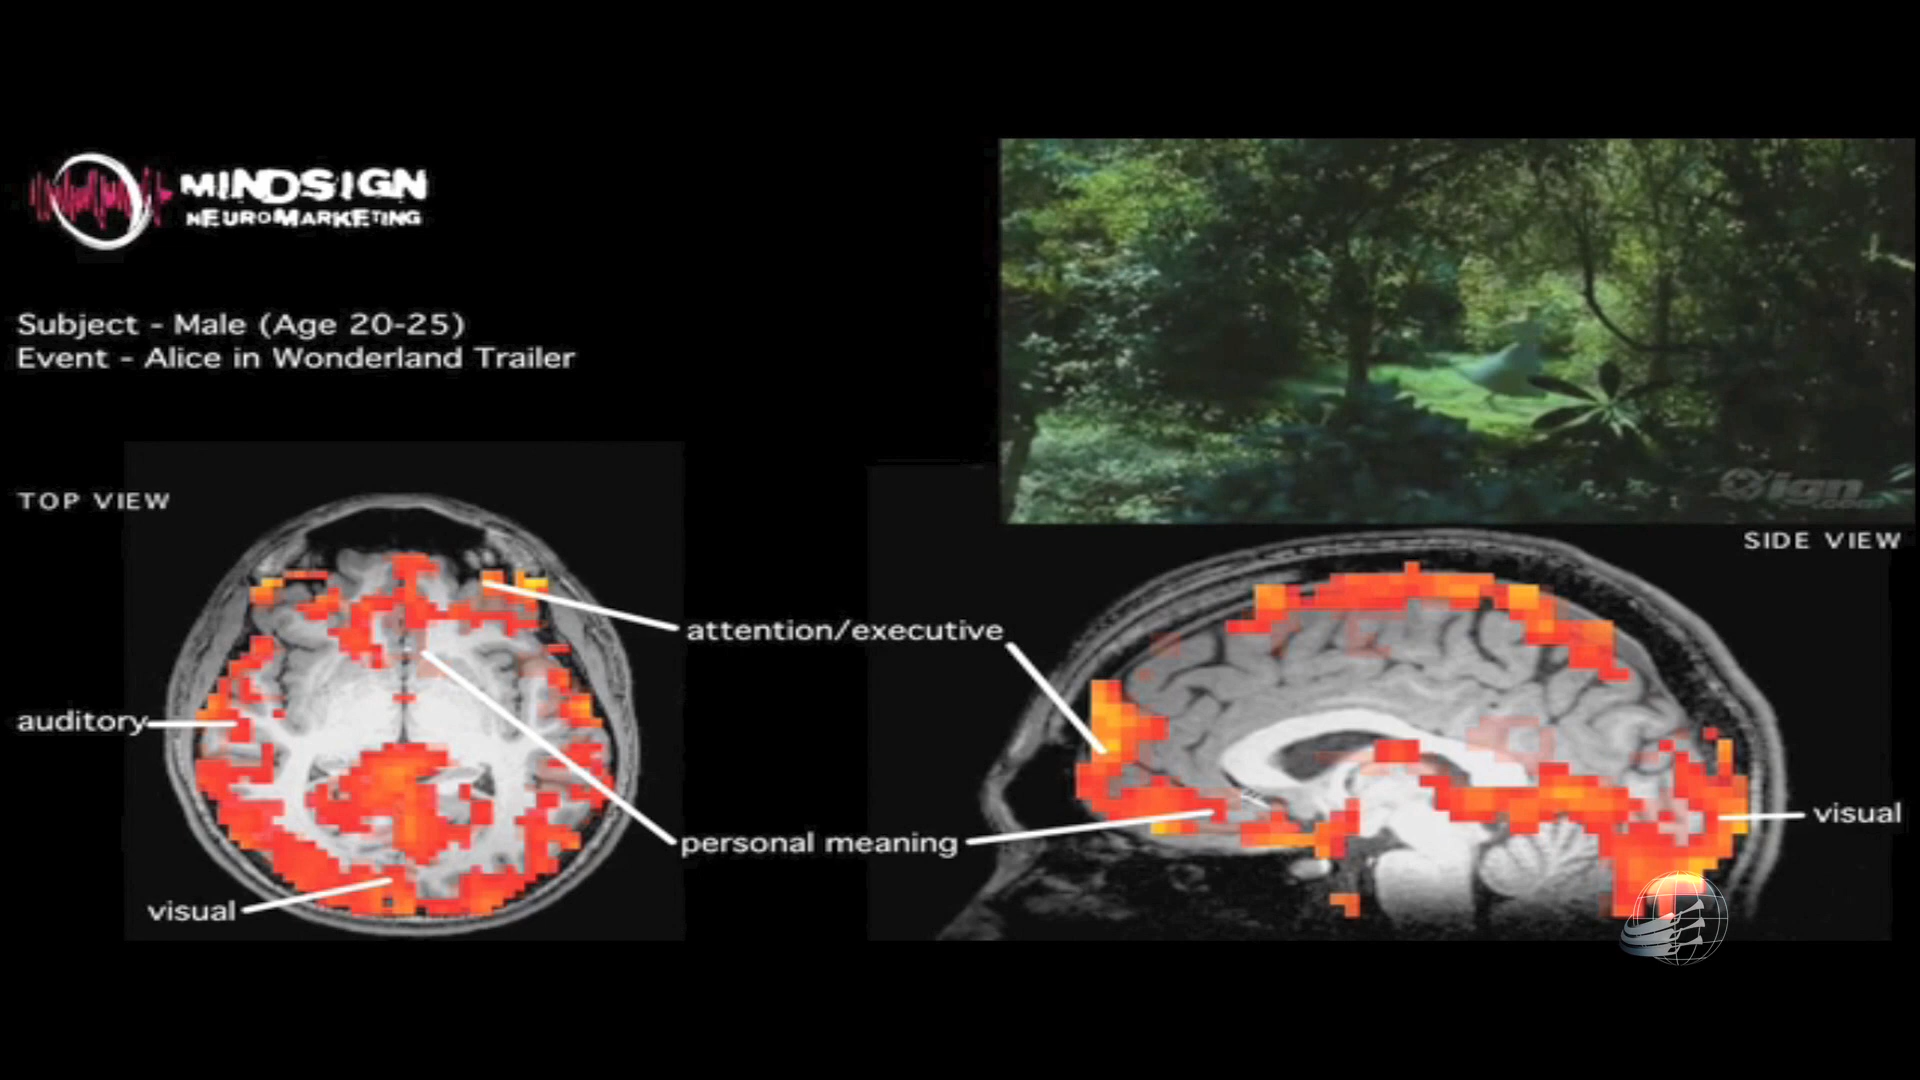 MINDSIGN
NEUROMARKETING
Subject - Male (Age 20-25)
Event - Alice in Wonderland Trailer
ign
.com
TOP VIEW
SIDE VIEW
attention/executive
auditory
visual
personal meaning
visual